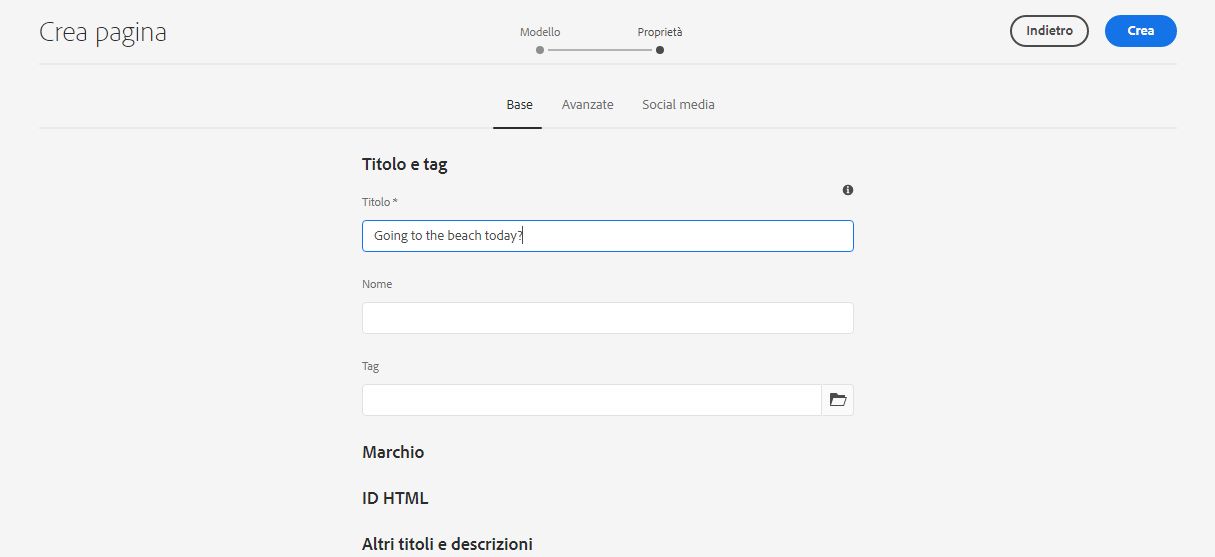 Crea pagina
Modello
Proprietà
Indietro
Crea
Base
Avanzate
Social media
Titolo e tag
Titolo *
Going to the beach today?
Nome
Tag
Marchio
ID HTML
Altri titoli e descrizioni